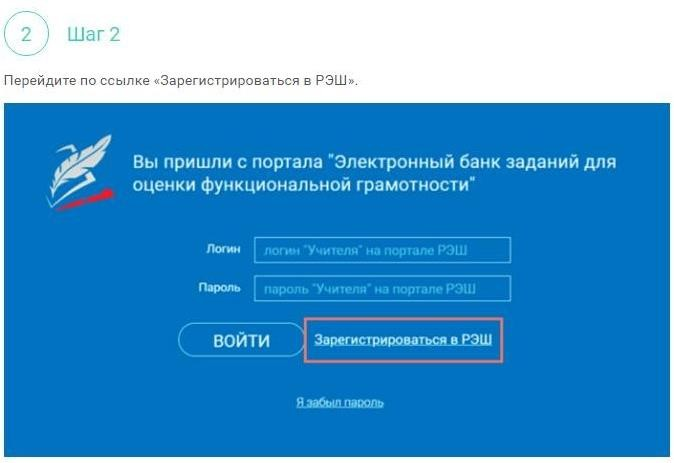 2 Шаг 2
Перейдите по ссылке «Зарегистрироваться в РЭШ».
Вы пришли с портала "Электронный банк заданий для
оценки функциональной грамотности"
Логин логин "Учителя" на портале РЭШ
Пароль пароль "Учителя" на портале РЭШ
ВОЙТИ Зарегистрироваться в РЭШ
Я забыл пароль